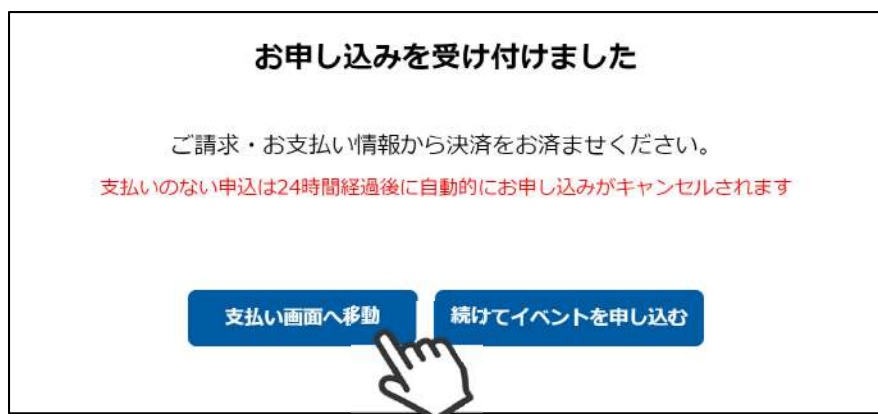 お申し込みを受け付けました
ご請求・お支払い情報から決済をお済ませください。
支払いのない申込は24時間経過後に自動的にお申し込みがキャンセルされます
支払い画面へ移動
続けてイベントを申し込む